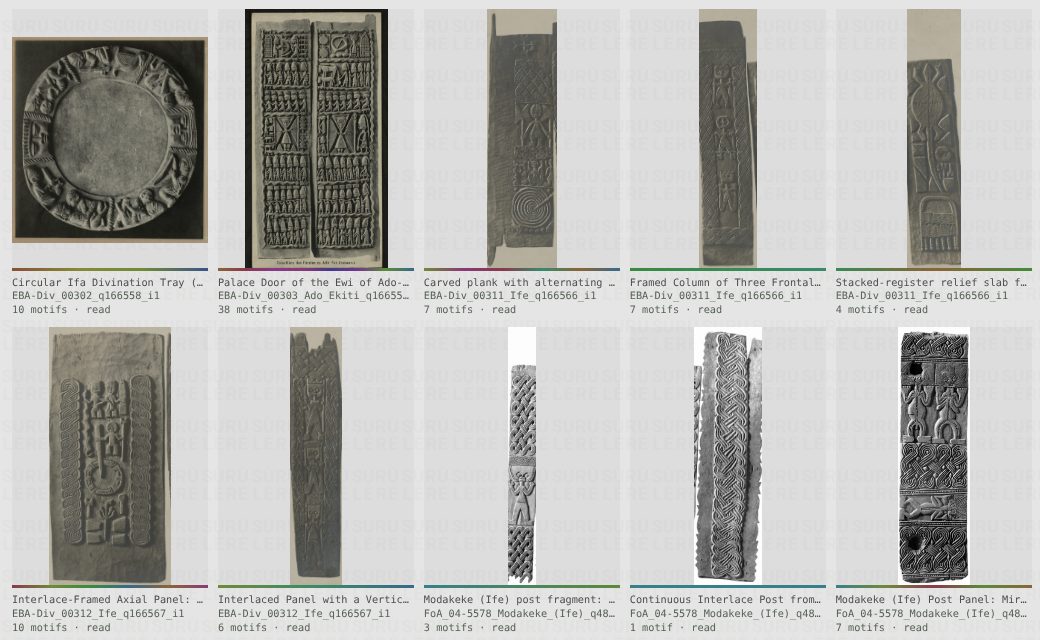 Circular Ifa Divination Tray (…
EBA-Div_00302_q166558_i1
10 motifs · read
Palace Door of the Ewi of Ado-…
EBA-Div_00303_Ado_Ekiti_q16655…
38 motifs · read
Carved plank with alternating …
EBA-Div_00311_Ife_q166566_i1
7 motifs · read
Framed Column of Three Frontal…
EBA-Div_00311_Ife_q166566_i1
7 motifs · read
Stacked-register relief slab f…
EBA-Div_00311_Ife_q166566_i1
4 motifs · read
Interlace-Framed Axial Panel: …
EBA-Div_00312_Ife_q166567_i1
10 motifs · read
Interlaced Panel with a Vertic…
EBA-Div_00312_Ife_q166567_i1
6 motifs · read
Modakeke (Ife) post fragment: …
FoA_04-5578_Modakeke_(Ife)_q48…
3 motifs · read
Continuous Interlace Post from…
FoA_04-5578_Modakeke_(Ife)_q48…
1 motif · read
Modakeke (Ife) Post Panel: Mir…
FoA_04-5578_Modakeke_(Ife)_q48…
7 motifs · read